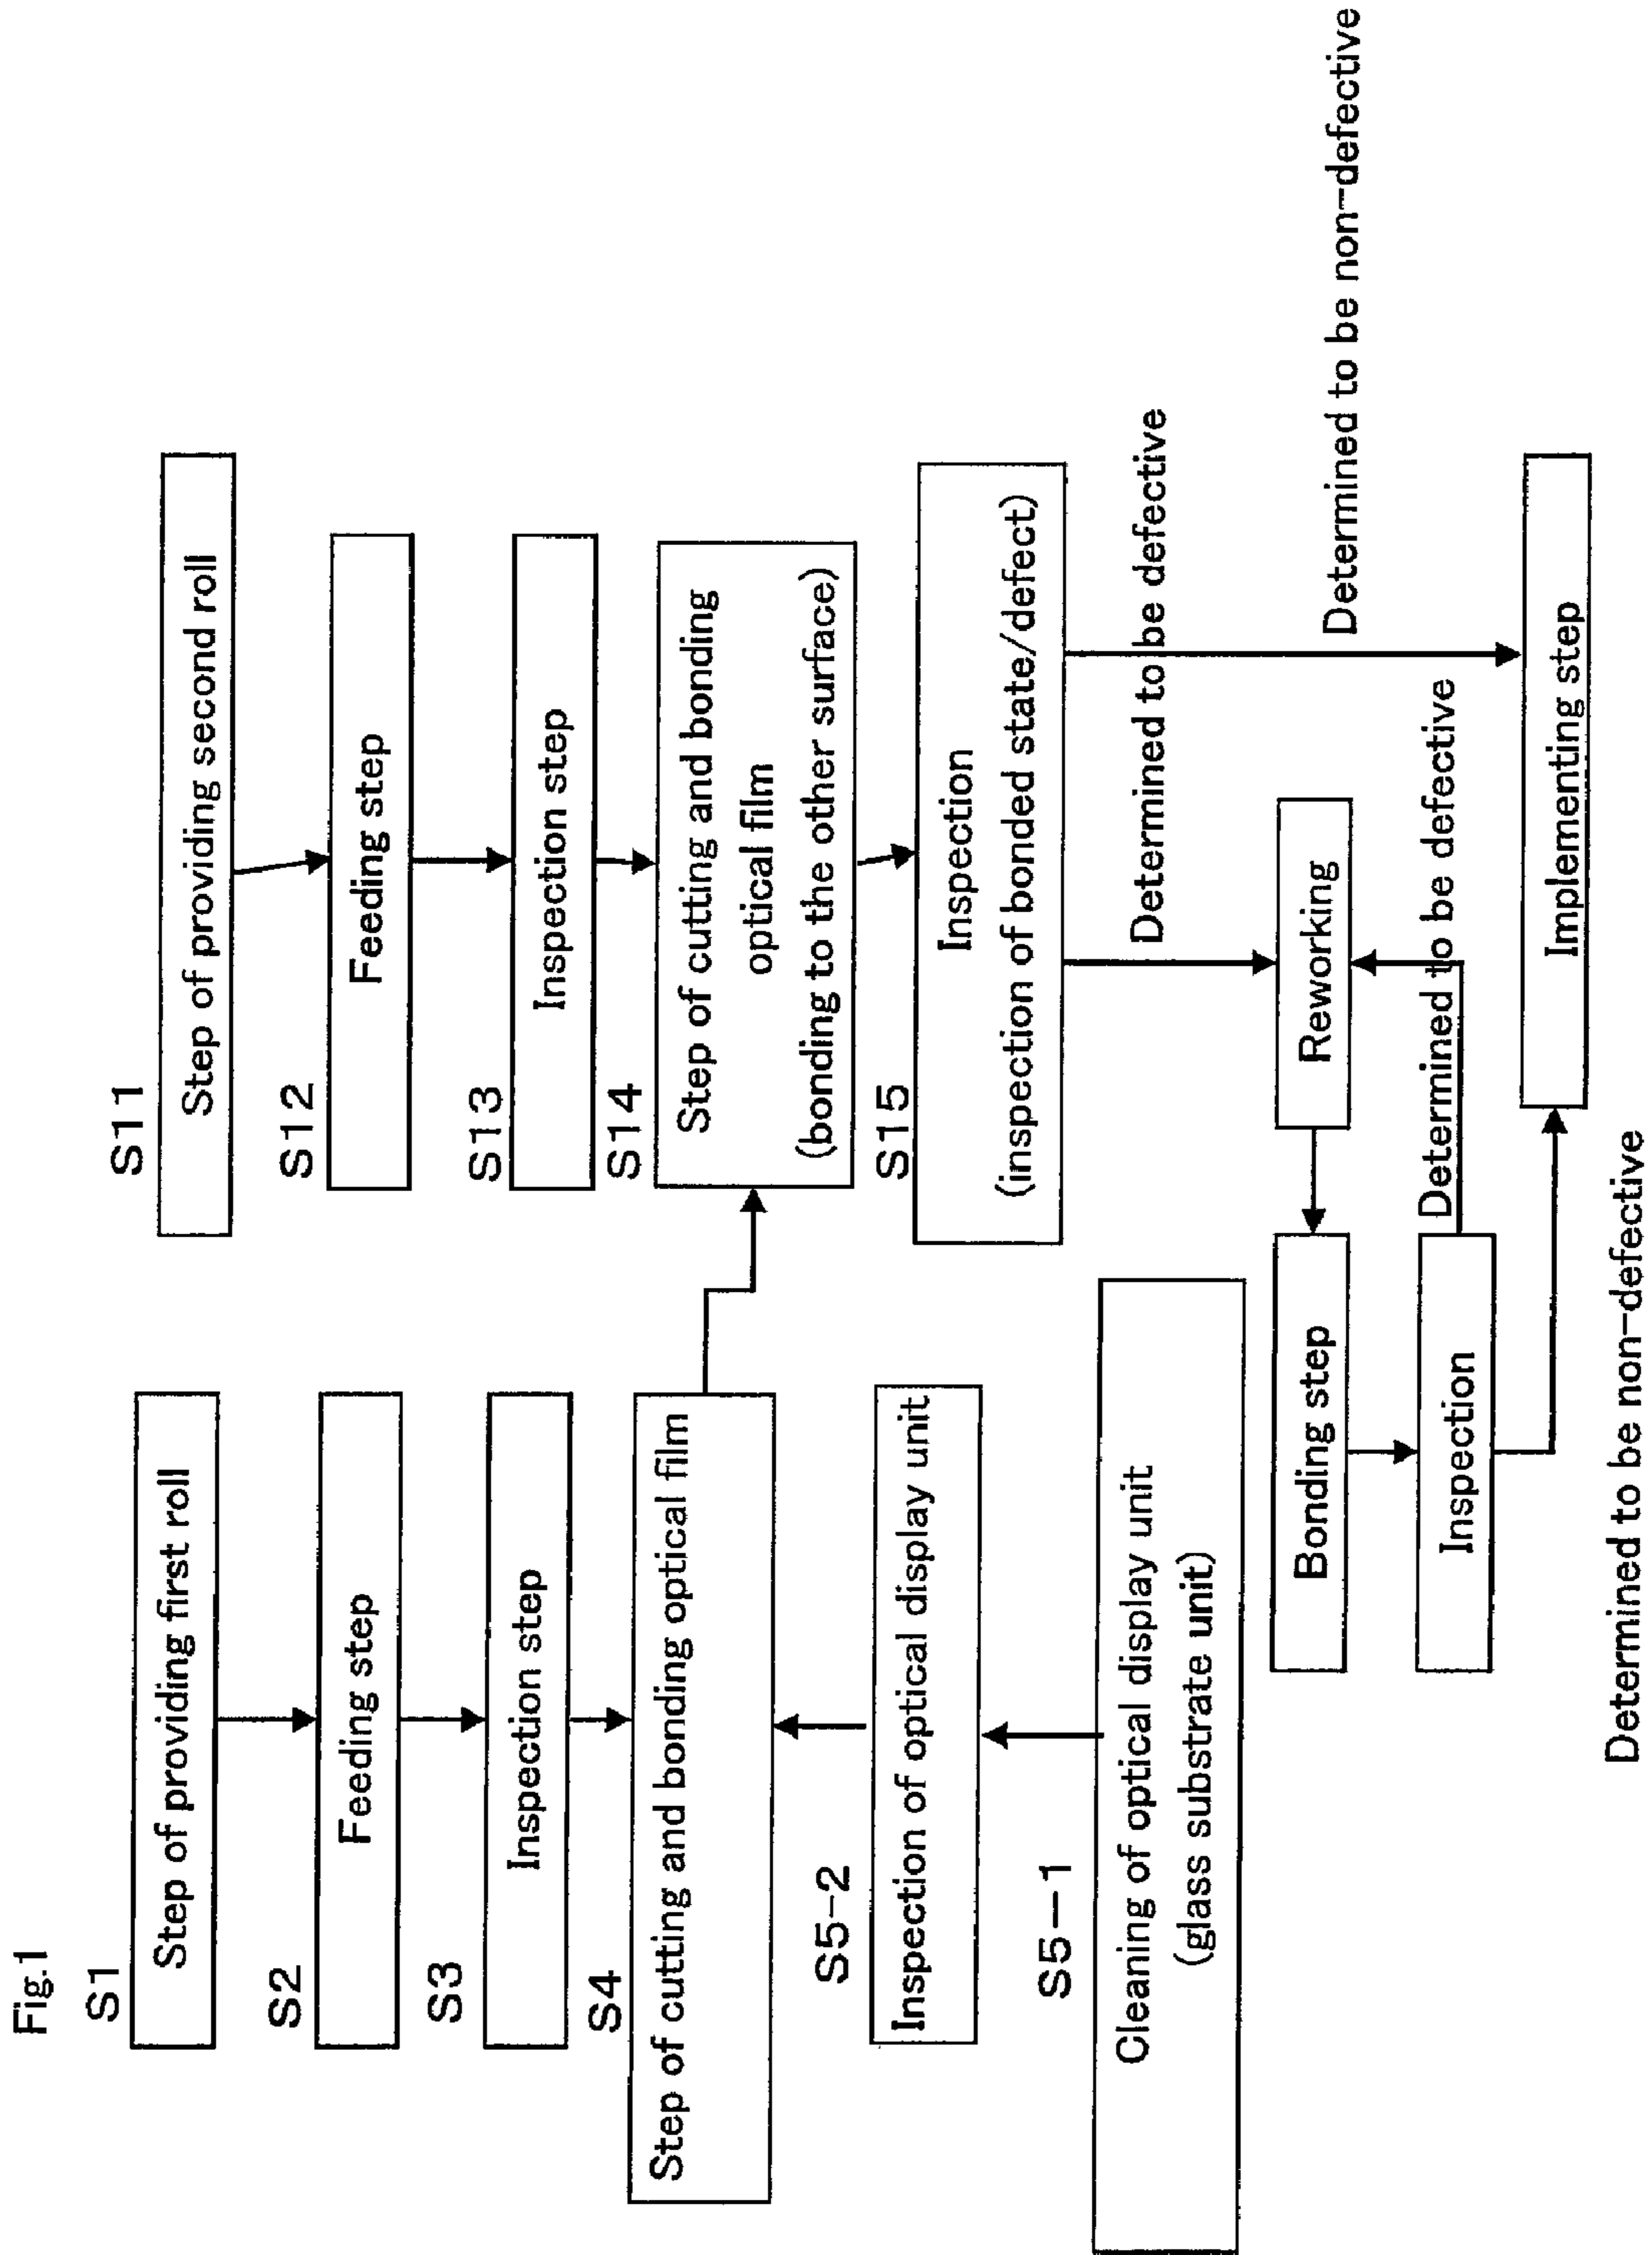 Fig.1
S1
Step of providing first roll
S2
Feeding step
S3
Inspection step
S4
Step of cutting and bonding optical film
S5-2
Inspection of optical display unit
S5-1
Cleaning of optical display unit
(glass substrate unit)
S11
Step of providing second roll
S12
Feeding step
S13
Inspection step
S14
Step of cutting and bonding
optical film
(bonding to the other surface)
S15
Inspection
(inspection of bonded state/defect)
Determined to be defective
Determined to be non-defective
Reworking
Bonding step
Determined to be defective
Inspection
Implementing step
Determined to be non-defective